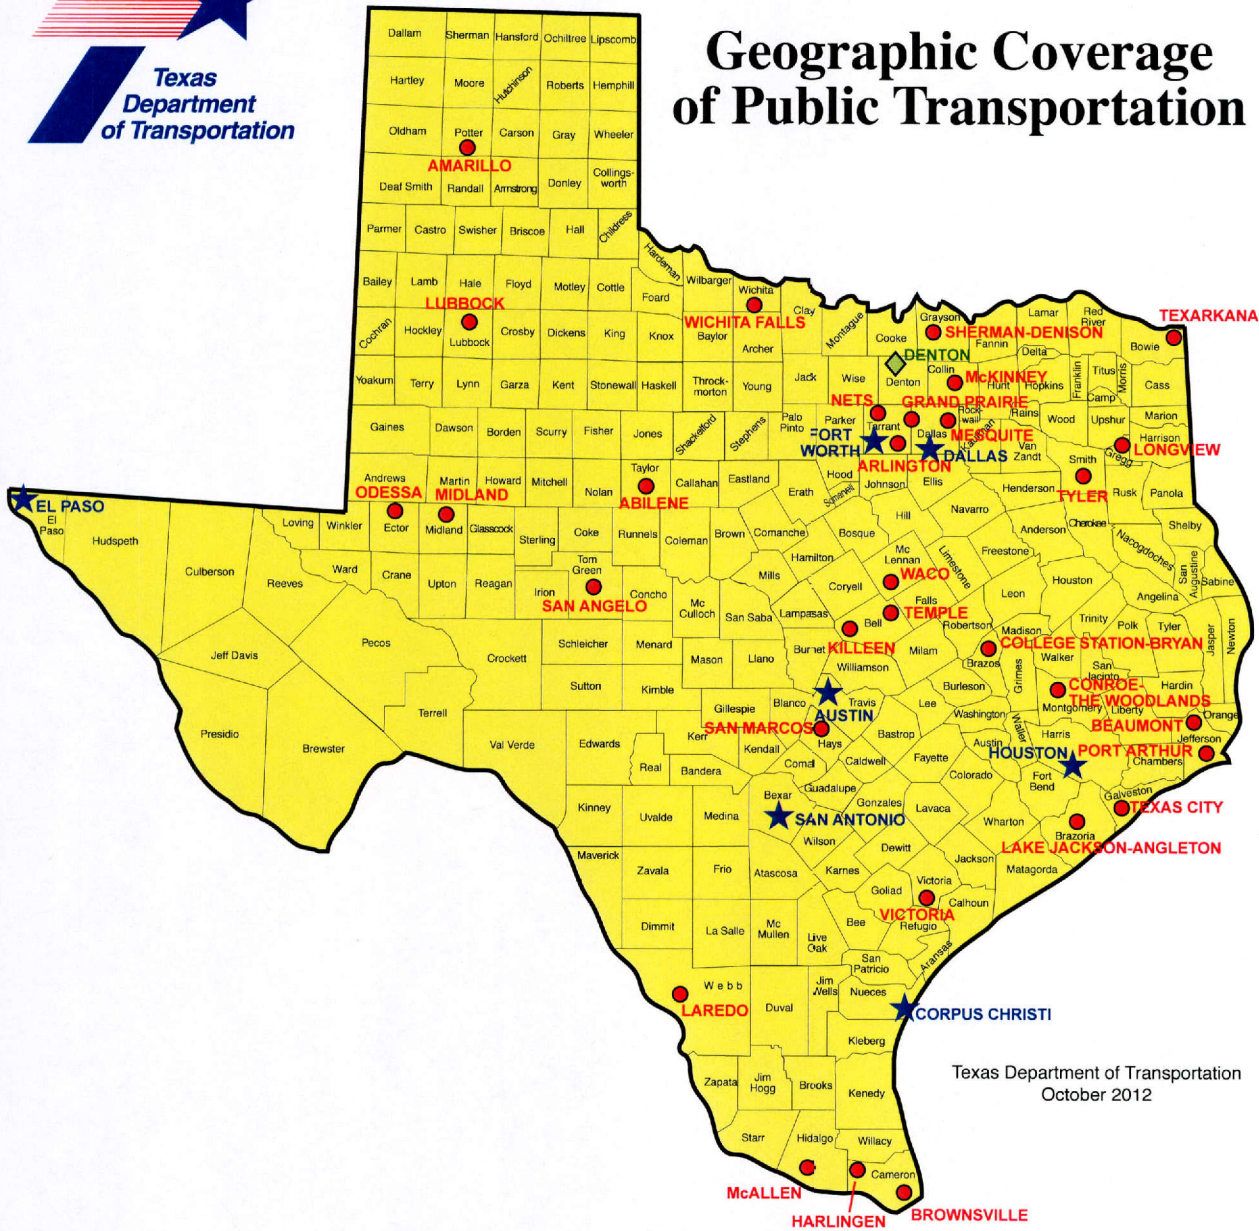 Texas
Department
of Transportation
Geographic Coverage
of Public Transportation
Dallam
Sherman
Hansford
Ochiltree
Lipscomb
Hartley
Moore
Hutchinson
Roberts
Hemphill
Oldham
Potter
Carson
Gray
Wheeler
AMARILLO
Deaf Smith
Randall
Armstrong
Donley
Collings-
worth
Parmer
Castro
Swisher
Briscoe
Hall
Childress
Hardeman
Bailey
Lamb
Hale
Floyd
Motley
Cottle
Foard
Wilbarger
Wichita
LUBBOCK
WICHITA FALLS
Clay
Montague
Cooke
Grayson
SHERMAN-DENISON
Fannin
Lamar
Red
River
TEXARKANA
Bowie
Cochran
Hockley
Lubbock
Crosby
Dickens
King
Knox
Baylor
Archer
DENTON
Delta
Yoakum
Terry
Lynn
Garza
Kent
Stonewall
Haskell
Throck-
morton
Young
Jack
Wise
Denton
Collin
McKINNEY
Hunt
Hopkins
Franklin
Titus
Morris
Camp
Cass
NETS
GRAND PRAIRIE
Gaines
Dawson
Borden
Scurry
Fisher
Jones
Shackelford
Stephens
Palo
Pinto
Parker
Tarrant
Dallas
Rock-
wall
Kaufman
MESQUITE
Rains
Wood
Upshur
Marion
Harrison
FORT
WORTH
DALLAS
ARLINGTON
Van
Zandt
Gregg
LONGVIEW
Andrews
Martin
Howard
Mitchell
Nolan
Taylor
Callahan
Eastland
Erath
Hood
Somervell
Johnson
Ellis
Henderson
Smith
TYLER
Rusk
Panola
ODESSA
MIDLAND
ABILENE
EL PASO
El
Paso
Hudspeth
Culberson
Reeves
Loving
Winkler
Ector
Midland
Glasscock
Sterling
Coke
Runnels
Coleman
Brown
Comanche
Hamilton
Bosque
Hill
Navarro
Freestone
Anderson
Cherokee
Nacogdoches
Shelby
San
Augustine
Sabine
Ward
Crane
Upton
Reagan
Irion
Tom
Green
SAN ANGELO
Concho
Mc
Culloch
San Saba
Mills
Lampasas
Coryell
Mc
Lennan
WACO
Limestone
Falls
Leon
Houston
Angelina
Bell
TEMPLE
KILLEEN
Robertson
Madison
Trinity
Polk
Tyler
Jasper
Newton
Jeff Davis
Pecos
Crockett
Schleicher
Menard
Mason
Llano
Burnet
Williamson
Milam
Brazos
COLLEGE STATION-BRYAN
Grimes
Walker
San
Jacinto
Hardin
Presidio
Brewster
Terrell
Sutton
Kimble
Gillespie
Blanco
Travis
AUSTIN
Lee
Burleson
Washington
CONROE-
THE WOODLANDS
Montgomery
Liberty
BEAUMONT
Orange
Val Verde
Edwards
Real
Kerr
Bandera
Kendall
SAN MARCOS
Hays
Comal
Caldwell
Bastrop
Fayette
Austin
Waller
Harris
HOUSTON
PORT ARTHUR
Jefferson
Chambers
Kinney
Uvalde
Medina
Bexar
Guadalupe
SAN ANTONIO
Gonzales
Lavaca
Colorado
Fort
Bend
Wharton
Galveston
TEXAS CITY
Brazoria
LAKE JACKSON-ANGLETON
Maverick
Zavala
Frio
Atascosa
Wilson
Karnes
Dewitt
Jackson
Matagorda
Goliad
Victoria
VICTORIA
Calhoun
Dimmit
La Salle
Mc
Mullen
Live
Oak
Bee
Refugio
Aransas
San
Patricio
Webb
LAREDO
Duval
Jim
Wells
Nueces
CORPUS CHRISTI
Kleberg
Zapata
Jim
Hogg
Brooks
Kenedy
Texas Department of Transportation
October 2012
Starr
Hidalgo
Willacy
Cameron
McALLEN
HARLINGEN
BROWNSVILLE